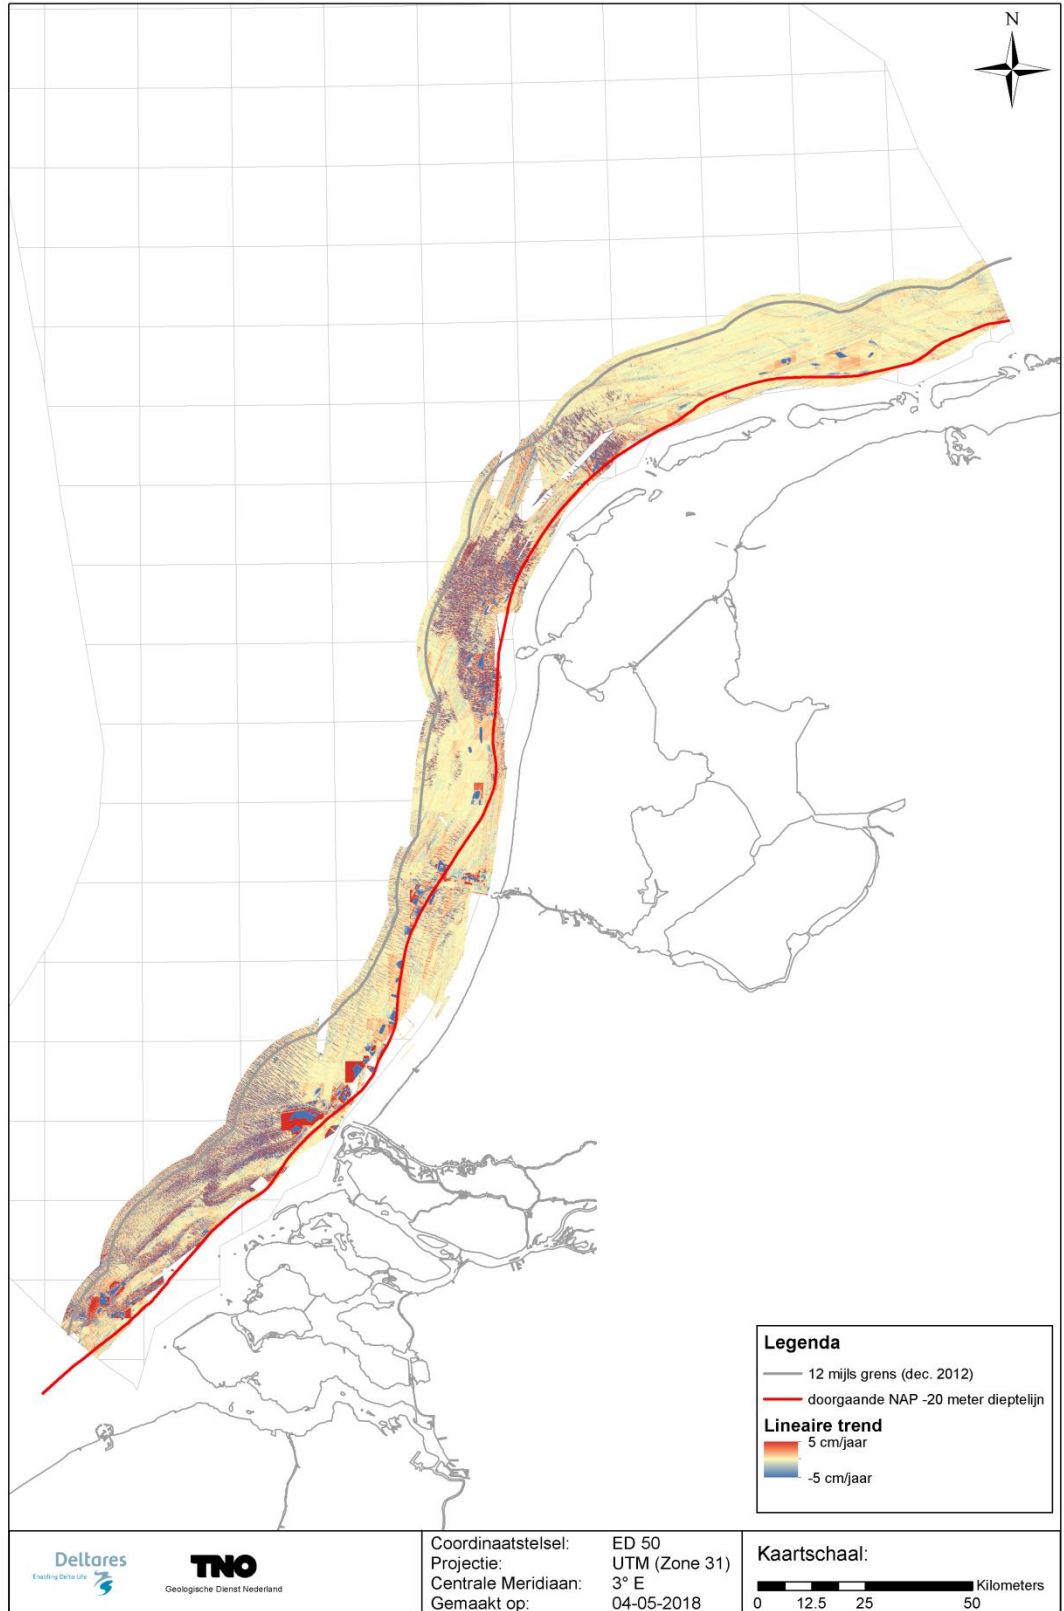 N
Legenda
12 mijls grens (dec. 2012)
doorgaande NAP -20 meter dieptelijn
Lineaire trend
5 cm/jaar
-5 cm/jaar
Deltares
Enabling Delta Life
TNO
Geologische Dienst Nederland
Coordinaatstelsel: ED 50
Projectie: UTM (Zone 31)
Centrale Meridiaan: 3° E
Gemaakt op: 04-05-2018
Kaartschaal:
Kilometers
0 12.5 25 50